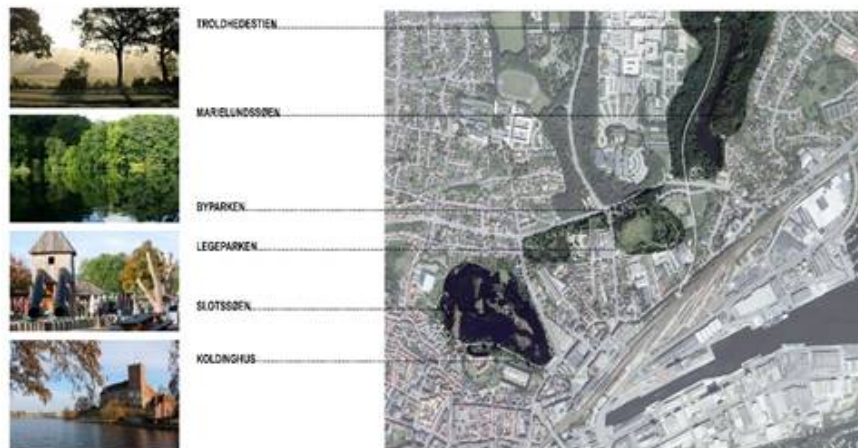 TROLDHEDESTIEN
MARIELUNDSSØEN
BYPARKEN
LEGEPARKEN
SLOTSSØEN
KOLDINGHUS